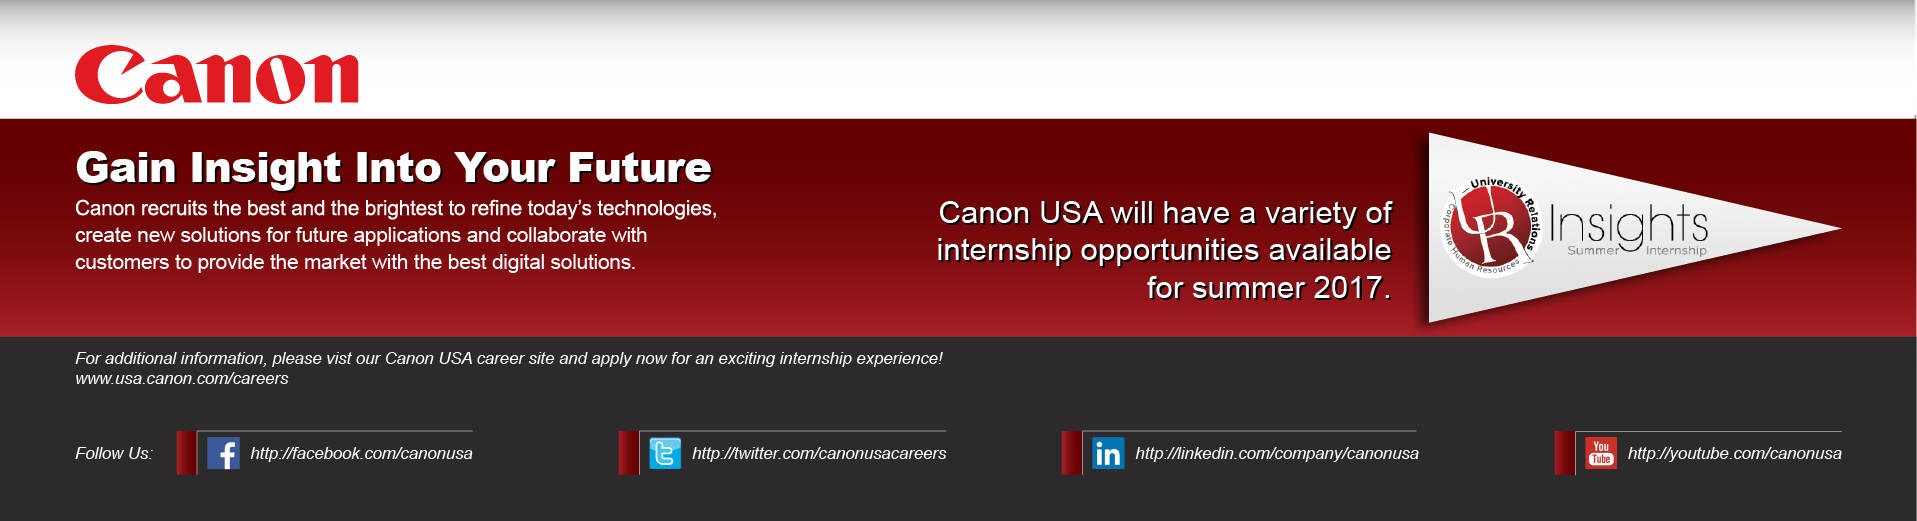 Canon
Gain Insight Into Your Future
Canon recruits the best and the brightest to refine today's technologies,
create new solutions for future applications and collaborate with
customers to provide the market with the best digital solutions.
Canon USA will have a variety of
internship opportunities available
for summer 2017.
University Relations
UR
Corporate Human Resources
Insights
Summer Internship
For additional information, please vist our Canon USA career site and apply now for an exciting internship experience!
www.usa.canon.com/careers
Follow Us:
f
http://facebook.com/canonusa
t
http://twitter.com/canonusacareers
in
http://linkedin.com/company/canonusa
You
Tube
http://youtube.com/canonusa